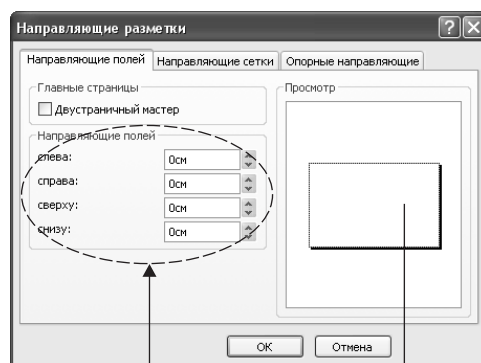 Направляющие разметки
Направляющие полей
Направляющие сетки
Опорные направляющие
Главные страницы
Двустраничный мастер
Направляющие полей
слева:
0см
справа:
0см
сверху:
0см
снизу:
0см
Просмотр
ОК
Отмена